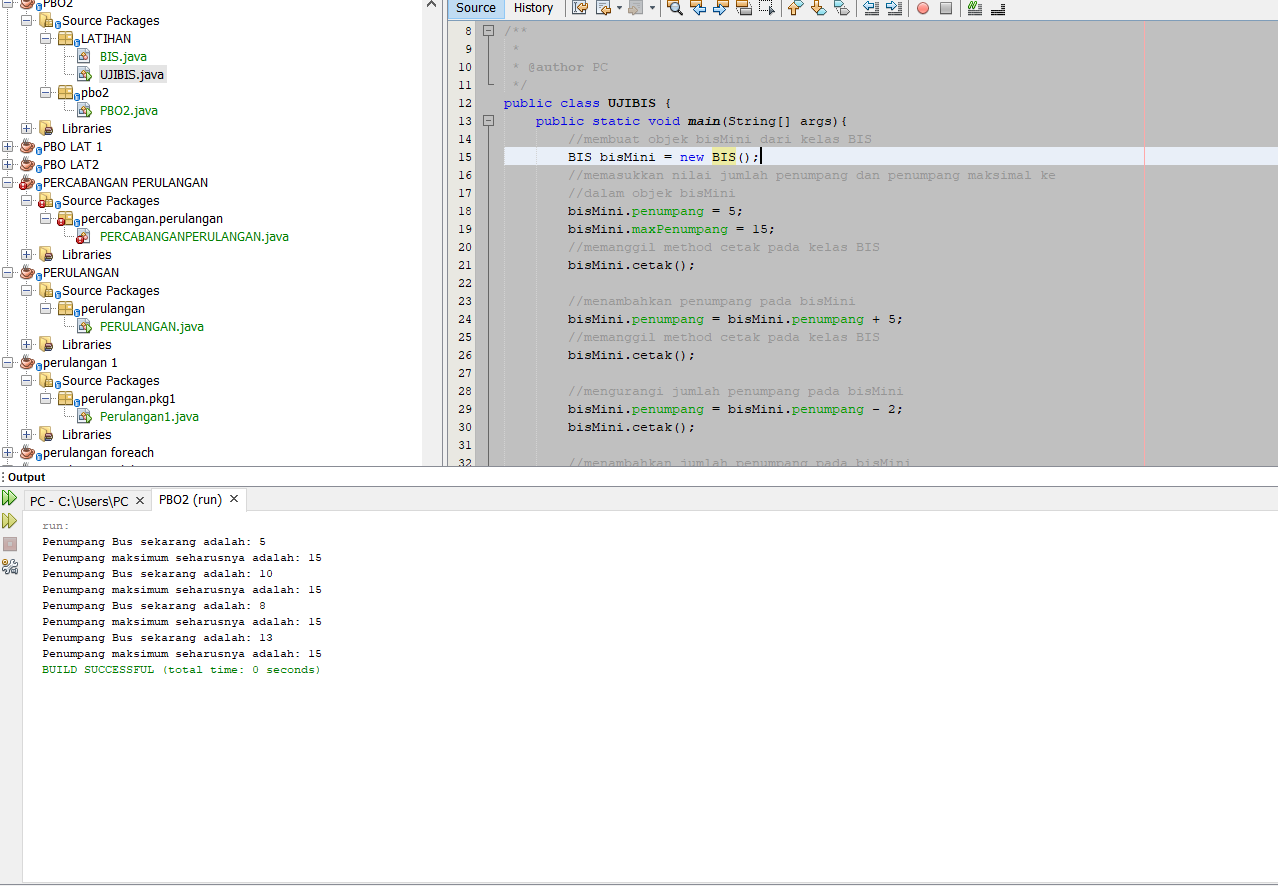 PBO2
Source Packages
LATIHAN
BIS.java
UJIBIS.java
pbo2
PBO2.java
Libraries
PBO LAT 1
PBO LAT2
PERCABANGAN PERULANGAN
Source Packages
percabangan.perulangan
PERCABANGANPERULANGAN.java
Libraries
PERULANGAN
Source Packages
perulangan
PERULANGAN.java
Libraries
perulangan 1
Source Packages
perulangan.pkg1
Perulangan1.java
Libraries
perulangan foreach
Source History
8 /**
9 *
10 * @author PC
11 */
12 public class UJIBIS {
13 public static void main(String[] args){
14 //membuat objek bisMini dari kelas BIS
15 BIS bisMini = new BIS();
16 //memasukkan nilai jumlah penumpang dan penumpang maksimal ke
17 //dalam objek bisMini
18 bisMini.penumpang = 5;
19 bisMini.maxPenumpang = 15;
20 //memanggil method cetak pada kelas BIS
21 bisMini.cetak();
22
23 //menambahkan penumpang pada bisMini
24 bisMini.penumpang = bisMini.penumpang + 5;
25 //memanggil method cetak pada kelas BIS
26 bisMini.cetak();
27
28 //mengurangi jumlah penumpang pada bisMini
29 bisMini.penumpang = bisMini.penumpang - 2;
30 bisMini.cetak();
31
32 //menambahkan jumlah penumpang pada bisMini
Output
PC - C:\Users\PC PBO2 (run)
run:
Penumpang Bus sekarang adalah: 5
Penumpang maksimum seharusnya adalah: 15
Penumpang Bus sekarang adalah: 10
Penumpang maksimum seharusnya adalah: 15
Penumpang Bus sekarang adalah: 8
Penumpang maksimum seharusnya adalah: 15
Penumpang Bus sekarang adalah: 13
Penumpang maksimum seharusnya adalah: 15
BUILD SUCCESSFUL (total time: 0 seconds)